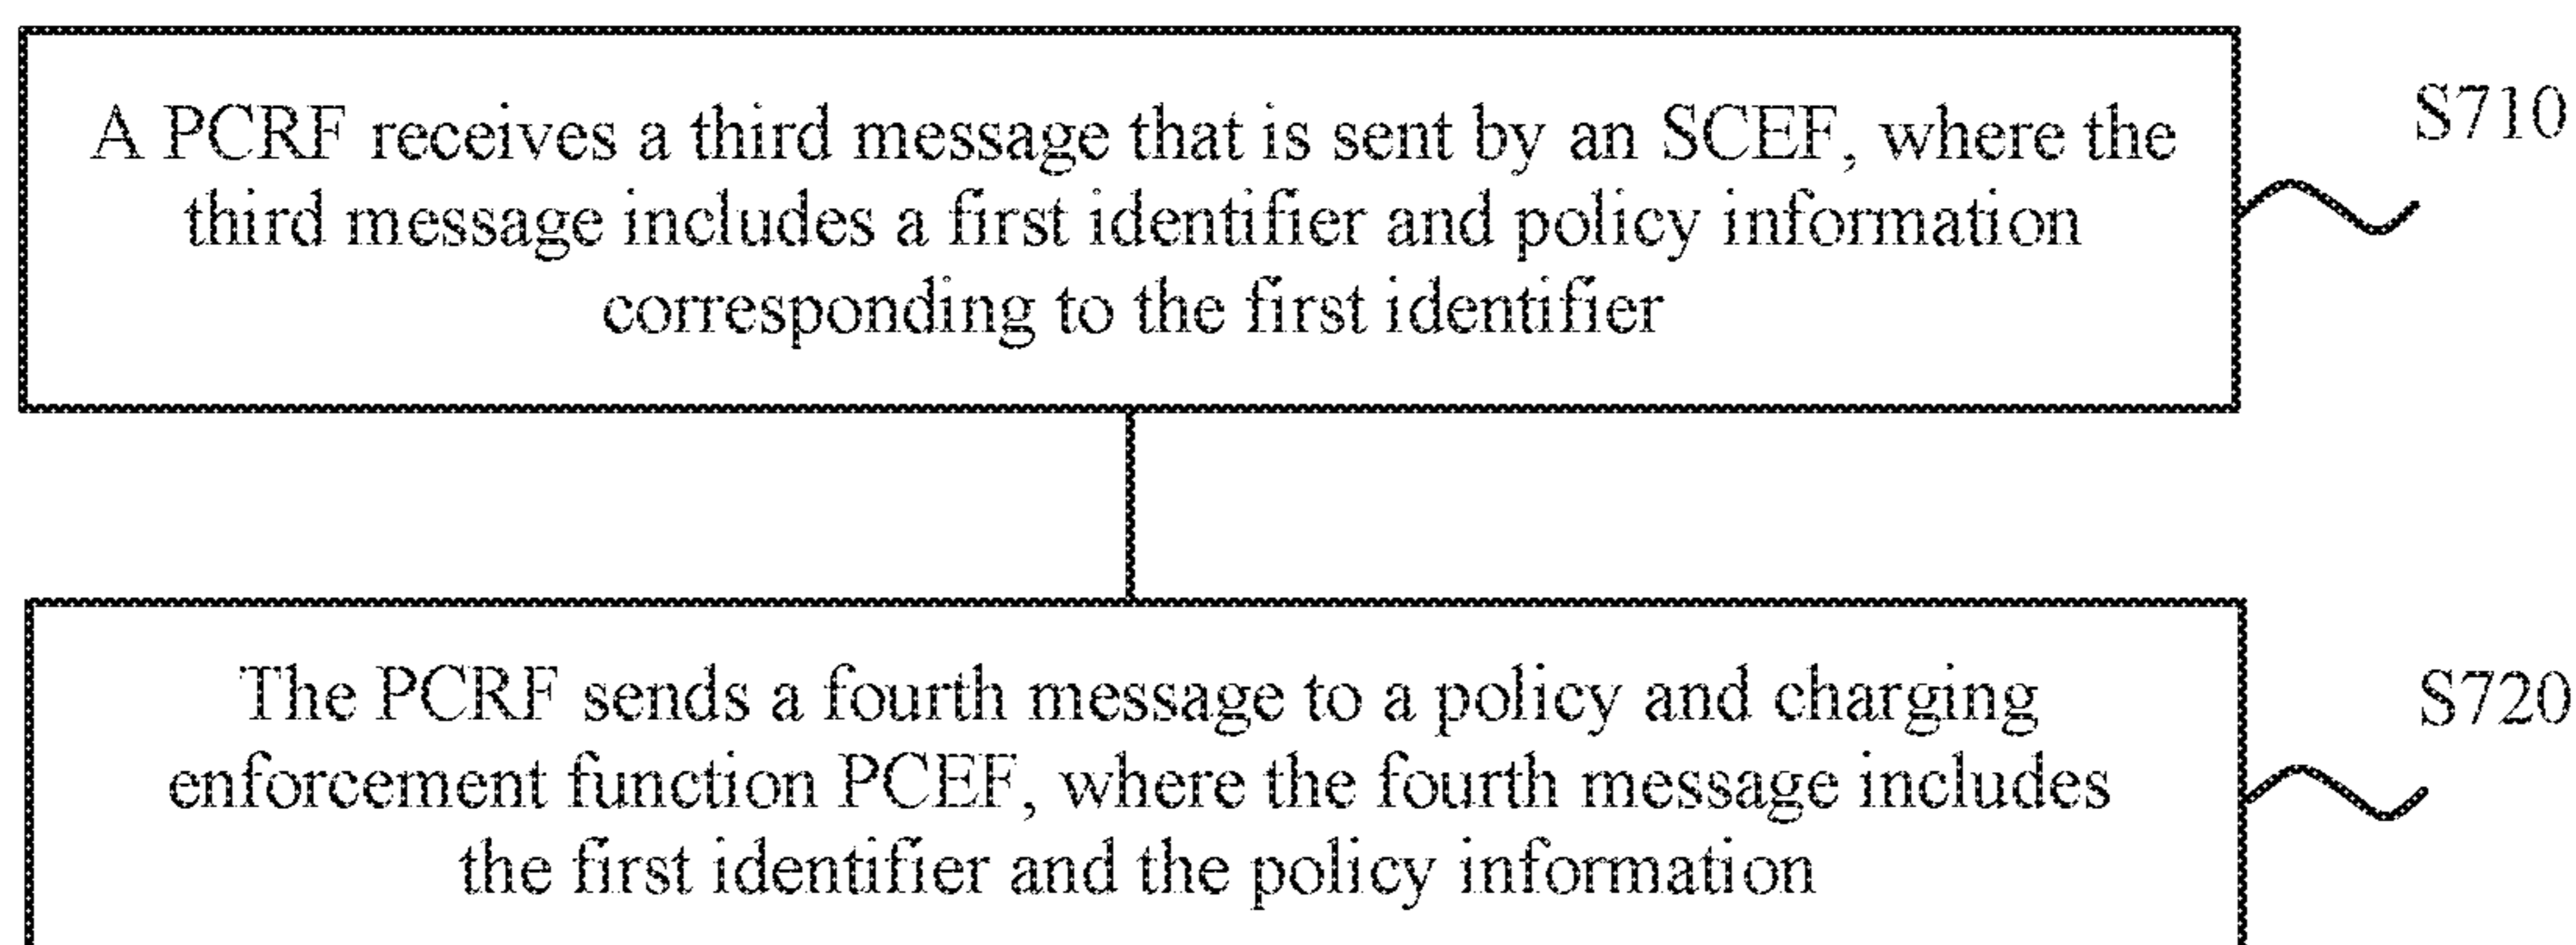 A PCRF receives a third message that is sent by an SCEF, where the
third message includes a first identifier and policy information
corresponding to the first identifier
S710
The PCRF sends a fourth message to a policy and charging
enforcement function PCEF, where the fourth message includes
the first identifier and the policy information
S720